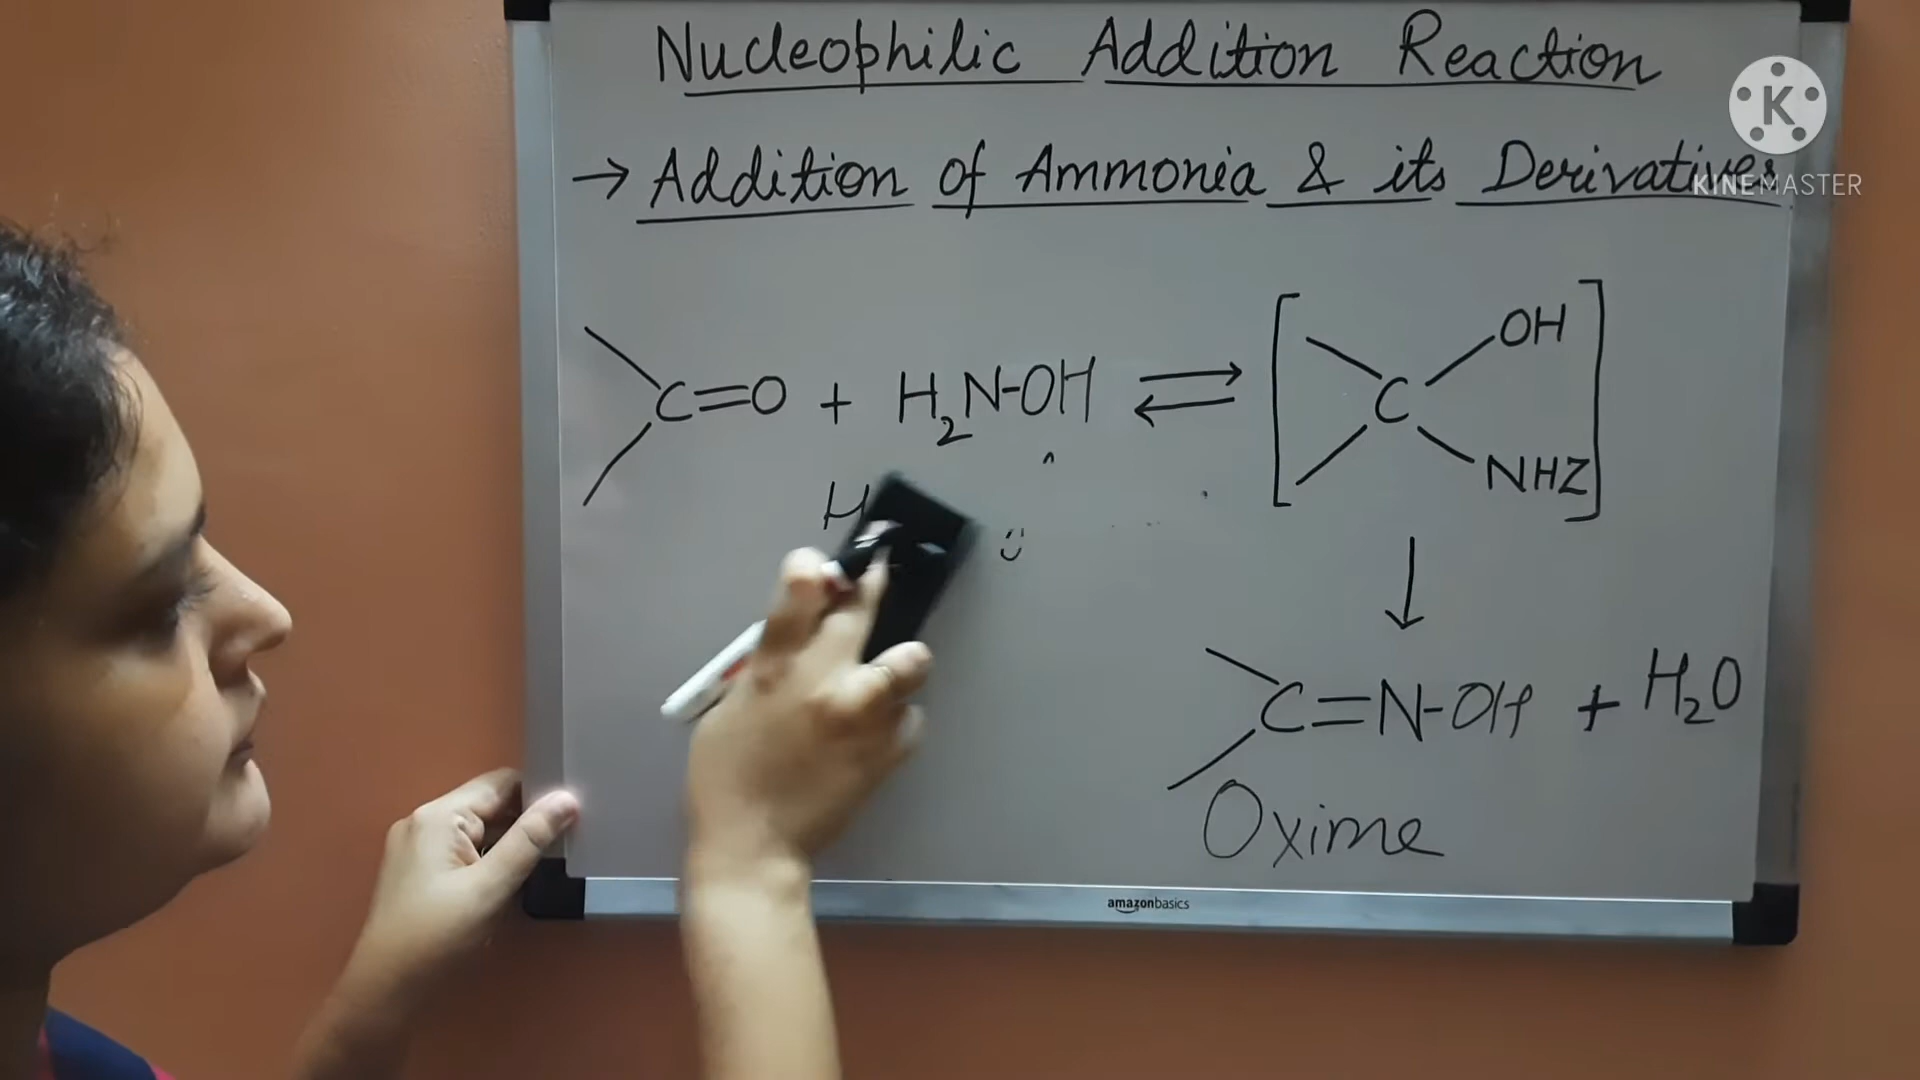 Nucleophilic Addition Reaction
K
KINEMASTER
→ Addition of Ammonia & its Derivatives
C=O + H₂N-OH ⇌ [C OH NHZ]
H
↓
C=N-OH + H₂O
Oxime
amazonbasics